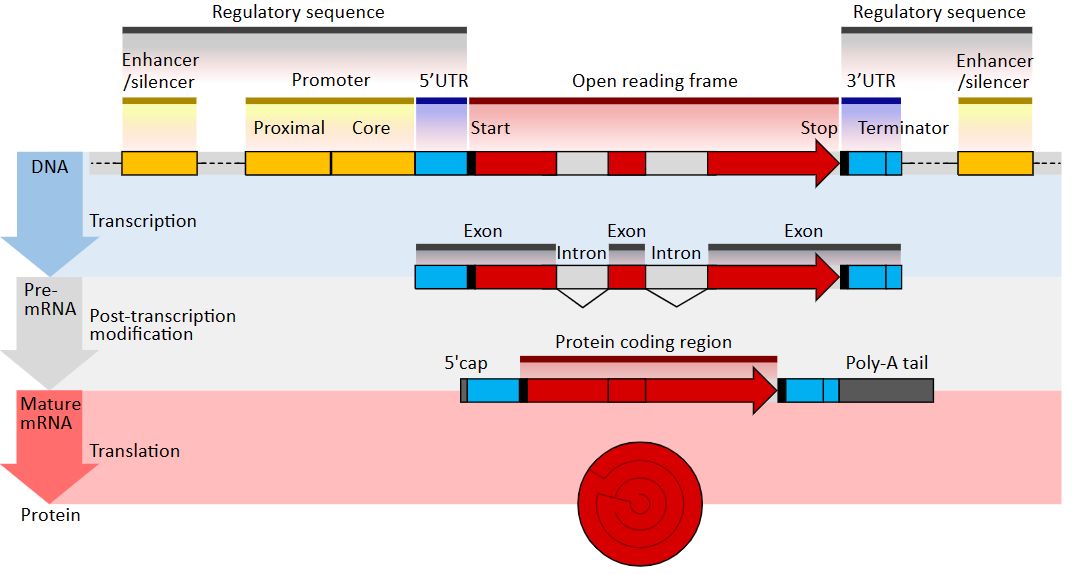 Regulatory sequence
Regulatory sequence
Enhancer
/silencer
Promoter
5’UTR
Open reading frame
3’UTR
Enhancer
/silencer
Proximal
Core
Start
Stop
Terminator
DNA
Transcription
Exon
Exon
Exon
Intron
Intron
Pre-
mRNA
Post-transcription
modification
Protein coding region
5'cap
Poly-A tail
Mature
mRNA
Translation
Protein